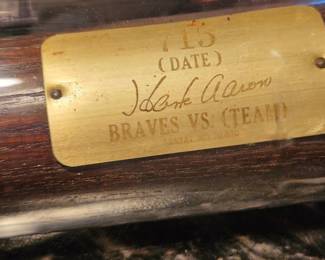 715
(DATE)
Hank Aaron
BRAVES VS. (TEAM)